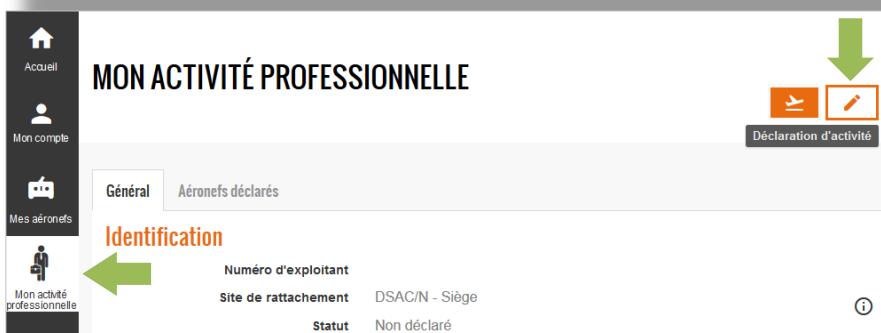 Accueil
MON ACTIVITÉ PROFESSIONNELLE
Mon compte
Déclaration d'activité
Général
Aéronefs déclarés
Mes aéronefs
Identification
Numéro d'exploitant
Mon activité
professionnelle
Site de rattachement DSAC/N - Siège
Statut Non déclaré